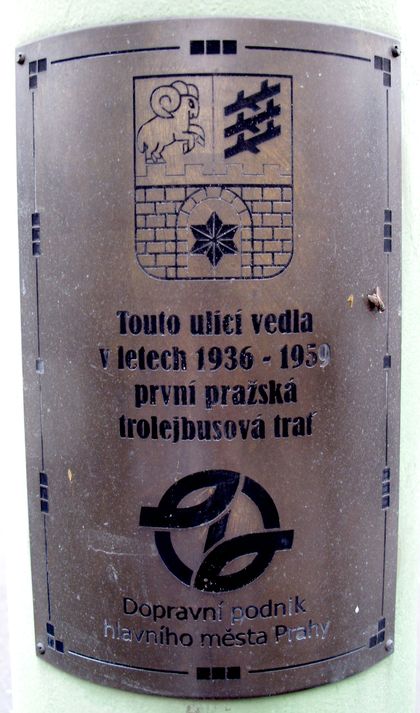 Touto ulicí vedla
v letech 1936 - 1959
první pražská
trolejbusová trať
Dopravní podnik
hlavního města Prahy